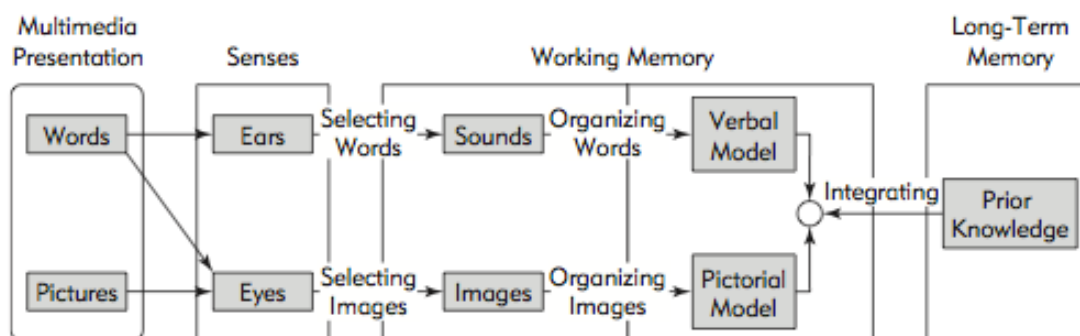 Multimedia
Presentation
Senses
Working Memory
Long-Term
Memory
Words
Ears
Selecting
Words
Sounds
Organizing
Words
Verbal
Model
Integrating
Prior
Knowledge
Pictures
Eyes
Selecting
Images
Images
Organizing
Images
Pictorial
Model